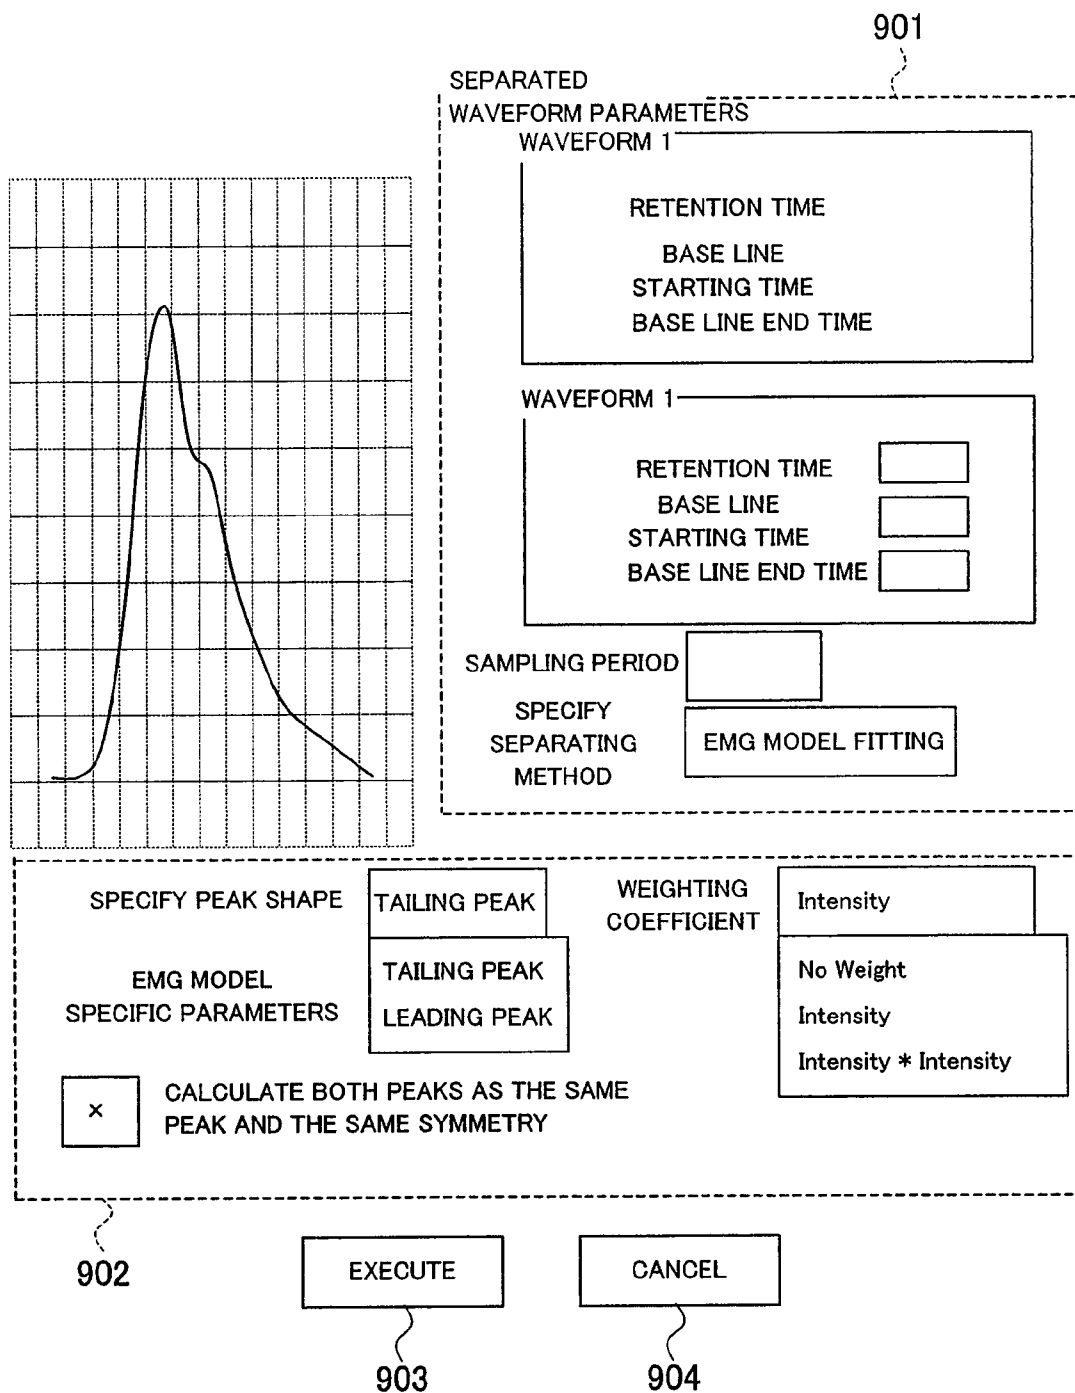 901
SEPARATED
WAVEFORM PARAMETERS
WAVEFORM 1
RETENTION TIME
BASE LINE
STARTING TIME
BASE LINE END TIME
WAVEFORM 1
RETENTION TIME
BASE LINE
STARTING TIME
BASE LINE END TIME
SAMPLING PERIOD
SPECIFY
SEPARATING
METHOD
EMG MODEL FITTING
SPECIFY PEAK SHAPE
TAILING PEAK
WEIGHTING
COEFFICIENT
Intensity
EMG MODEL
SPECIFIC PARAMETERS
TAILING PEAK
LEADING PEAK
No Weight
Intensity
Intensity * Intensity
×
CALCULATE BOTH PEAKS AS THE SAME
PEAK AND THE SAME SYMMETRY
902
EXECUTE
CANCEL
903
904